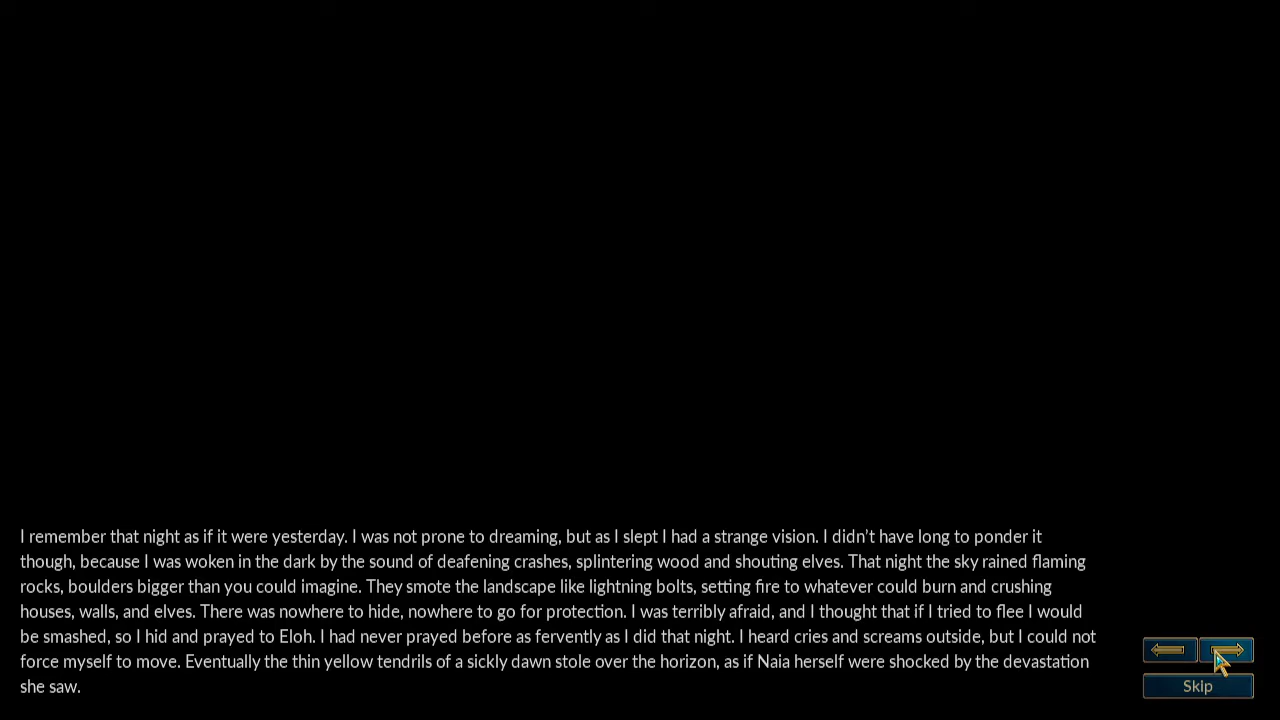 I remember that night as if it were yesterday. I was not prone to dreaming, but as I slept I had a strange vision. I didn't have long to ponder it
though, because I was woken in the dark by the sound of deafening crashes, splintering wood and shouting elves. That night the sky rained flaming
rocks, boulders bigger than you could imagine. They smote the landscape like lightning bolts, setting fire to whatever could burn and crushing
houses, walls, and elves. There was nowhere to hide, nowhere to go for protection. I was terribly afraid, and I thought that if I tried to flee I would
be smashed, so I hid and prayed to Eloh. I had never prayed before as fervently as I did that night. I heard cries and screams outside, but I could not
force myself to move. Eventually the thin yellow tendrils of a sickly dawn stole over the horizon, as if Naia herself were shocked by the devastation
she saw.
Skip